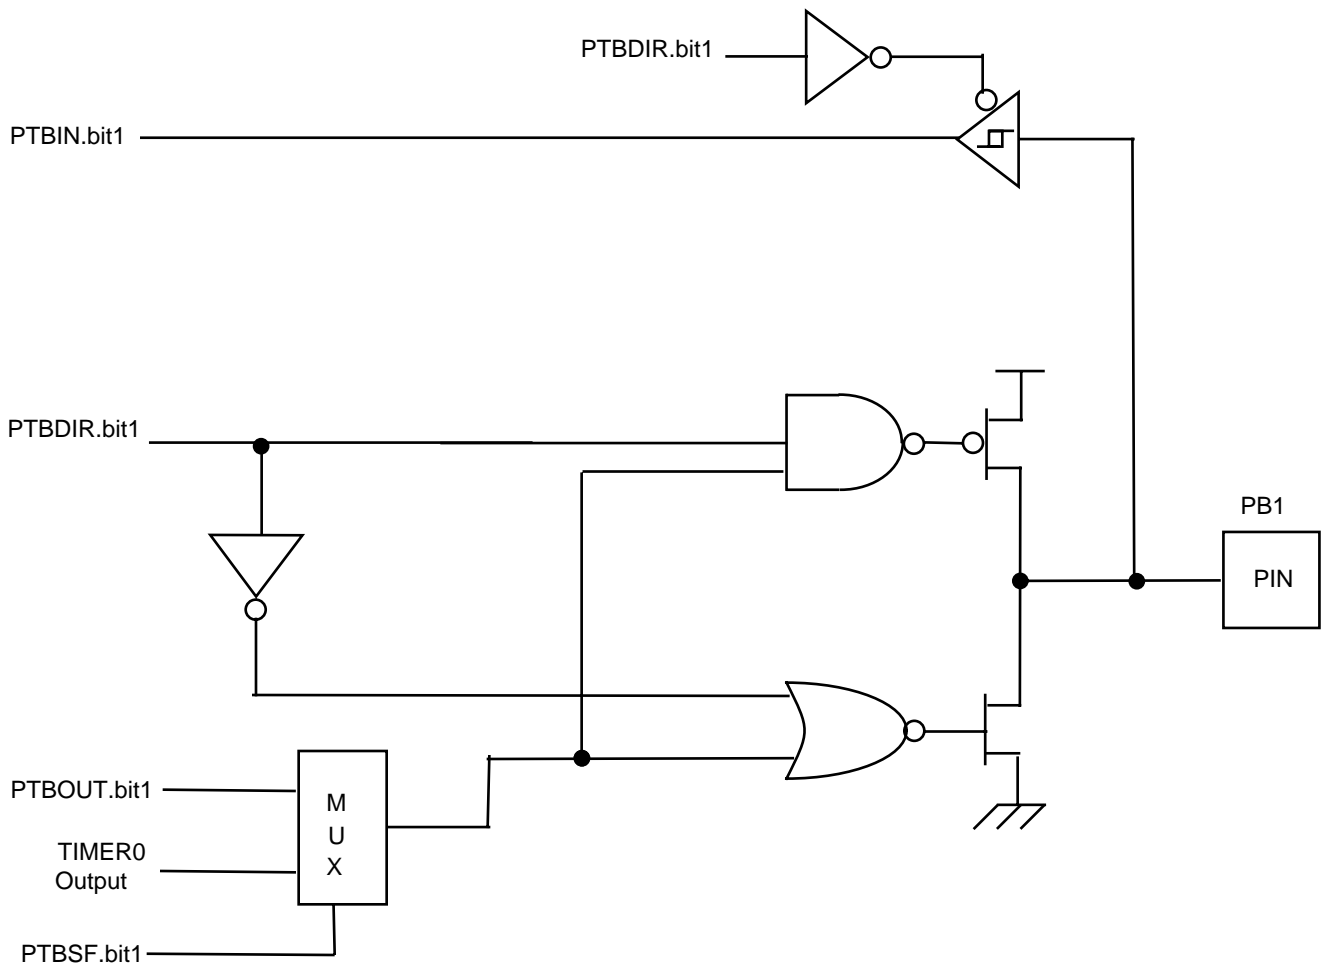 PTBDIR.bit1
PTBIN.bit1
PTBDIR.bit1
PB1
PIN
PTBOUT.bit1
M
U
X
TIMER0
Output
PTBSF.bit1